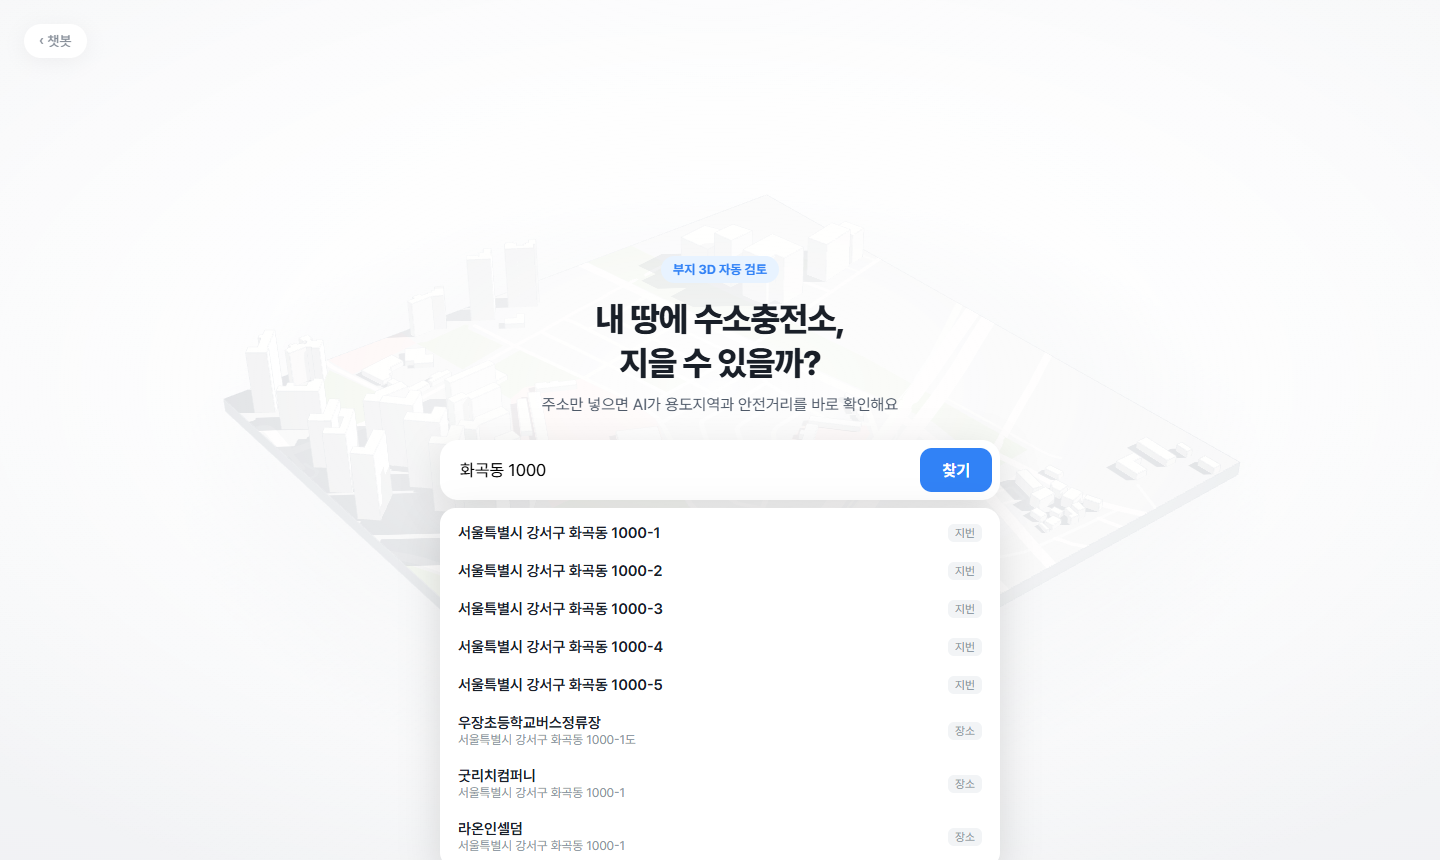 ‹ 챗봇
부지 3D 자동 검토
내 땅에 수소충전소,
지을 수 있을까?
주소만 넣으면 AI가 용도지역과 안전거리를 바로 확인해요
화곡동 1000 찾기
서울특별시 강서구 화곡동 1000-1 지번
서울특별시 강서구 화곡동 1000-2 지번
서울특별시 강서구 화곡동 1000-3 지번
서울특별시 강서구 화곡동 1000-4 지번
서울특별시 강서구 화곡동 1000-5 지번
우장초등학교버스정류장
서울특별시 강서구 화곡동 1000-1도 장소
굿리치컴퍼니
서울특별시 강서구 화곡동 1000-1 장소
라온인셀덤
서울특별시 강서구 화곡동 1000-1 장소